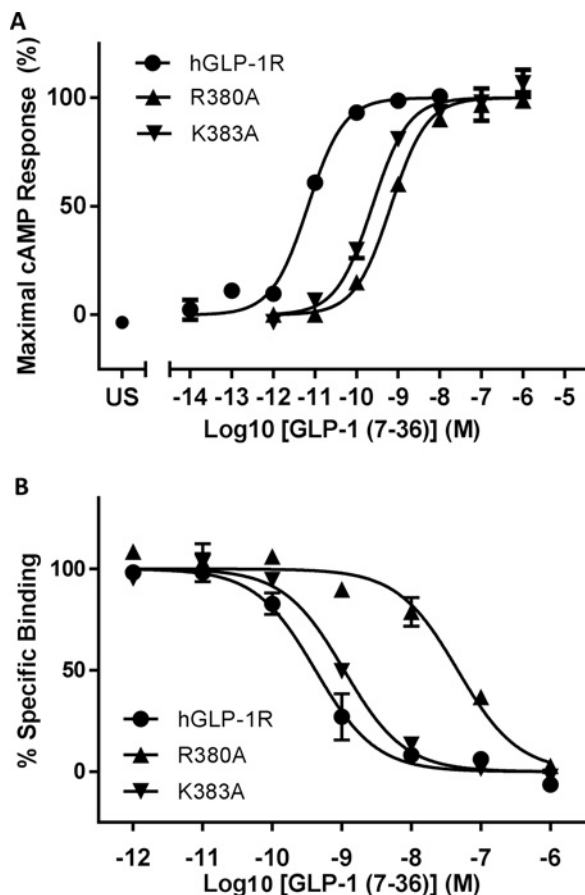 A
hGLP-1R
R380A
K383A
Maximal cAMP Response (%)
100
50
0
US -14 -13 -12 -11 -10 -9 -8 -7 -6 -5
Log10 [GLP-1 (7-36)] (M)
B
% Specific Binding
100
50
0
hGLP-1R
R380A
K383A
-12 -11 -10 -9 -8 -7 -6
Log10 [GLP-1 (7-36)] (M)